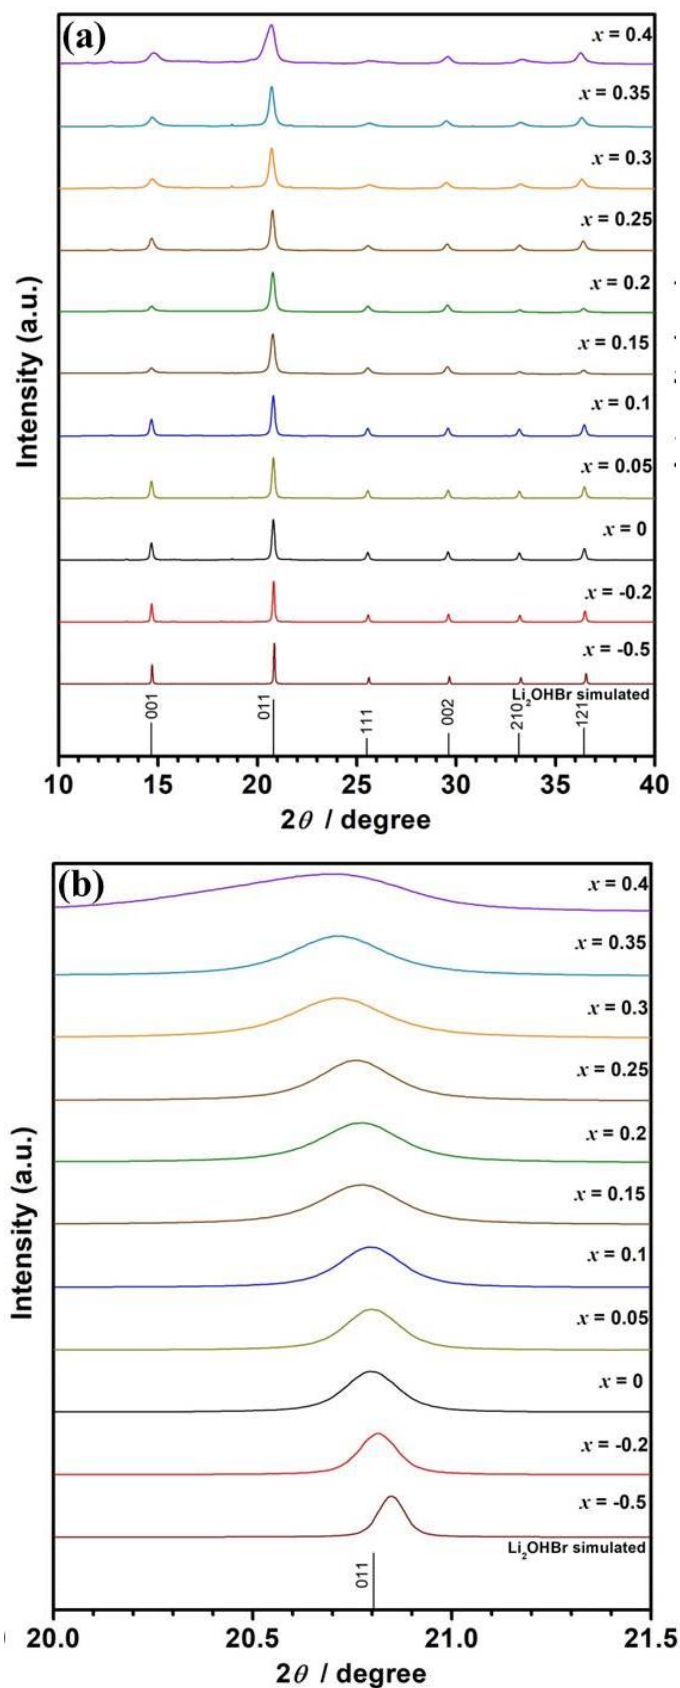 (a)
x = 0.4
x = 0.35
x = 0.3
x = 0.25
x = 0.2
x = 0.15
x = 0.1
x = 0.05
x = 0
x = -0.2
x = -0.5
Li₂OHBr simulated
001
011
111
002
210
121
Intensity (a.u.)
10 15 20 25 30 35 40
2θ / degree
(b)
x = 0.4
x = 0.35
x = 0.3
x = 0.25
x = 0.2
x = 0.15
x = 0.1
x = 0.05
x = 0
x = -0.2
x = -0.5
Li₂OHBr simulated
011
Intensity (a.u.)
20.0 20.5 21.0 21.5
2θ / degree